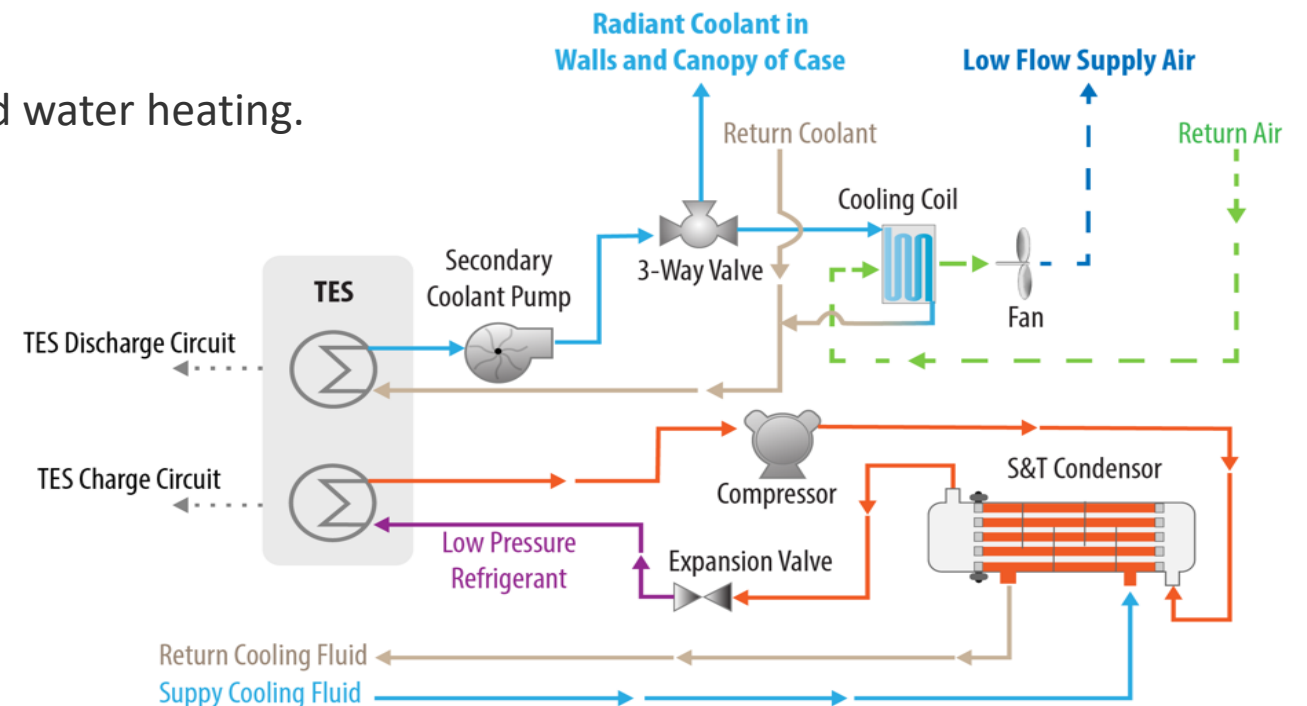 Radiant Coolant in
Walls and Canopy of Case
Low Flow Supply Air
d water heating.
Return Coolant
Return Air
Cooling Coil
3-Way Valve
Secondary
Coolant Pump
TES
Fan
TES Discharge Circuit
TES Charge Circuit
Compressor
S&T Condensor
Low Pressure
Refrigerant
Expansion Valve
Return Cooling Fluid
Suppy Cooling Fluid